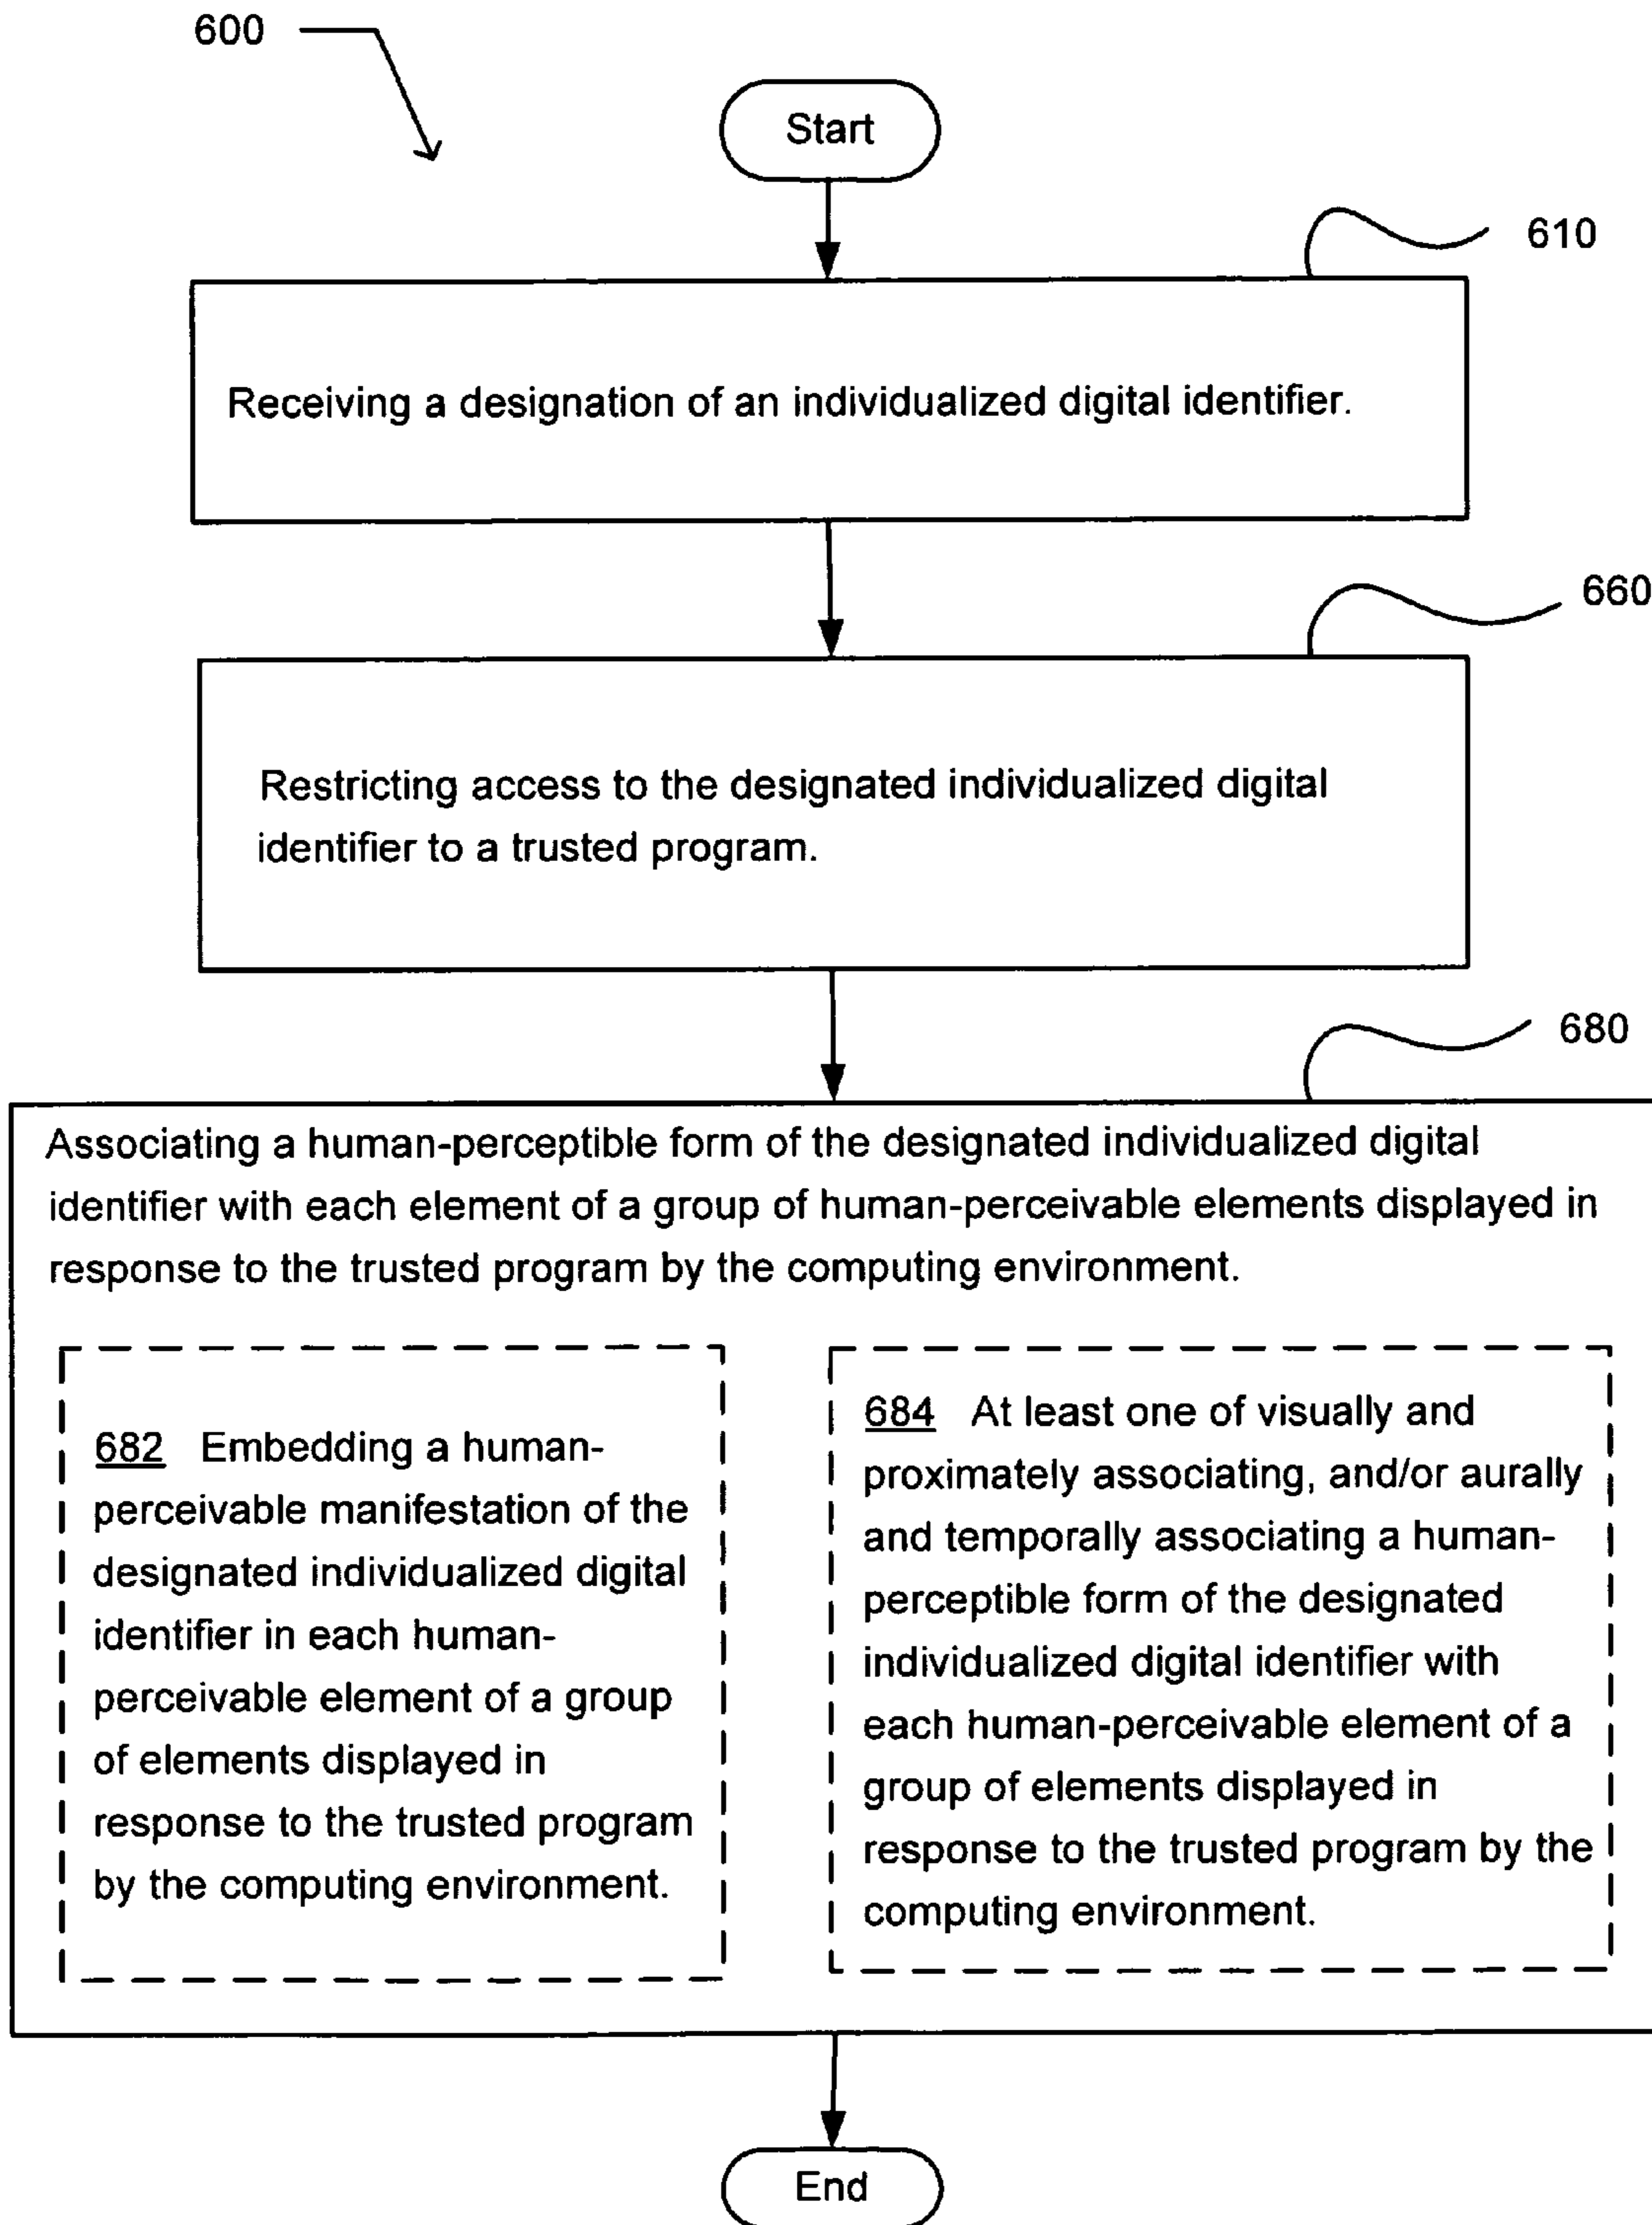 600
Start
610
Receiving a designation of an individualized digital identifier.
660
Restricting access to the designated individualized digital
identifier to a trusted program.
680
Associating a human-perceptible form of the designated individualized digital
identifier with each element of a group of human-perceivable elements displayed in
response to the trusted program by the computing environment.
682 Embedding a human-
perceivable manifestation of the
designated individualized digital
identifier in each human-
perceivable element of a group
of elements displayed in
response to the trusted program
by the computing environment.
684 At least one of visually and
proximately associating, and/or aurally
and temporally associating a human-
perceptible form of the designated
individualized digital identifier with
each human-perceivable element of a
group of elements displayed in
response to the trusted program by the
computing environment.
End